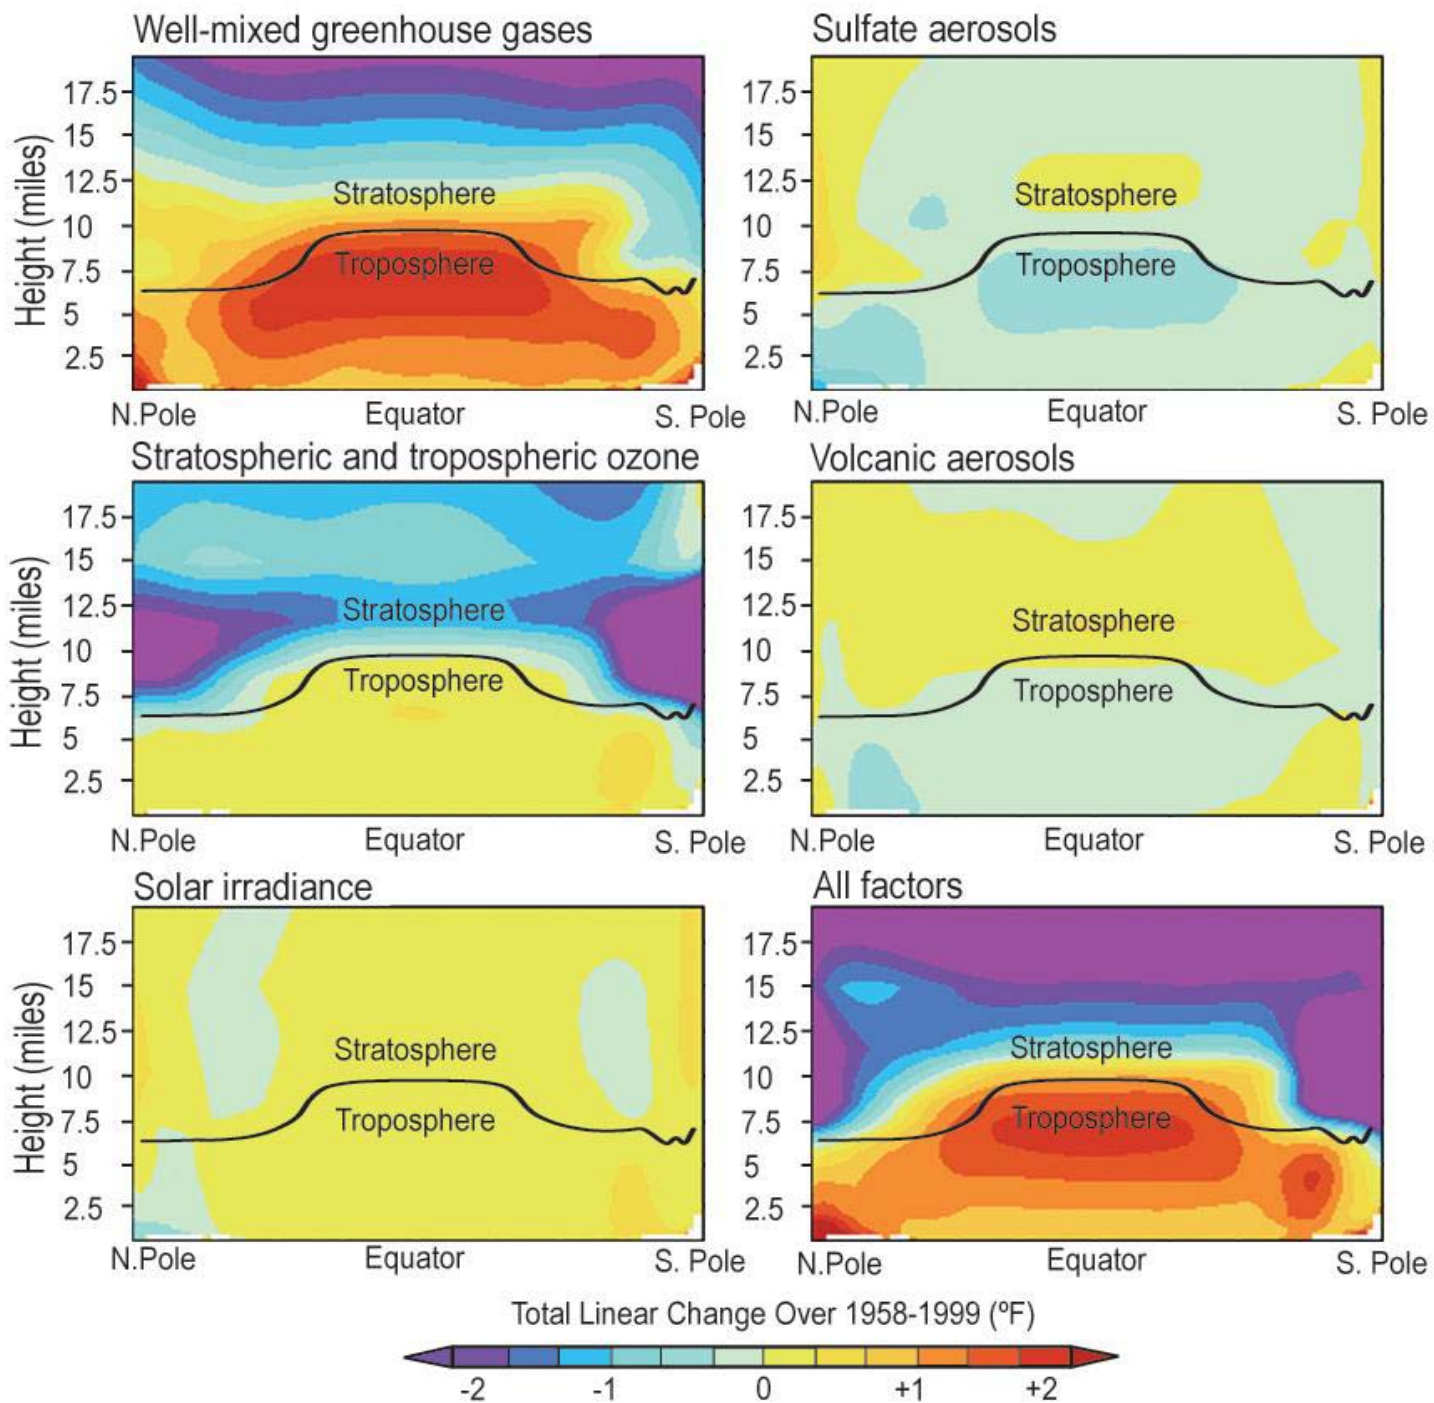 Well-mixed greenhouse gases
Height (miles)
17.5
15
12.5
10
7.5
5
2.5
Stratosphere
Troposphere
N.Pole
Equator
S. Pole
Sulfate aerosols
17.5
15
12.5
10
7.5
5
2.5
Stratosphere
Troposphere
N.Pole
Equator
S. Pole
Stratospheric and tropospheric ozone
Height (miles)
17.5
15
12.5
10
7.5
5
2.5
Stratosphere
Troposphere
N.Pole
Equator
S. Pole
Volcanic aerosols
17.5
15
12.5
10
7.5
5
2.5
Stratosphere
Troposphere
N.Pole
Equator
S. Pole
Solar irradiance
Height (miles)
17.5
15
12.5
10
7.5
5
2.5
Stratosphere
Troposphere
N.Pole
Equator
S. Pole
All factors
17.5
15
12.5
10
7.5
5
2.5
Stratosphere
Troposphere
N.Pole
Equator
S. Pole
Total Linear Change Over 1958-1999 (ºF)
-2 -1 0 +1 +2